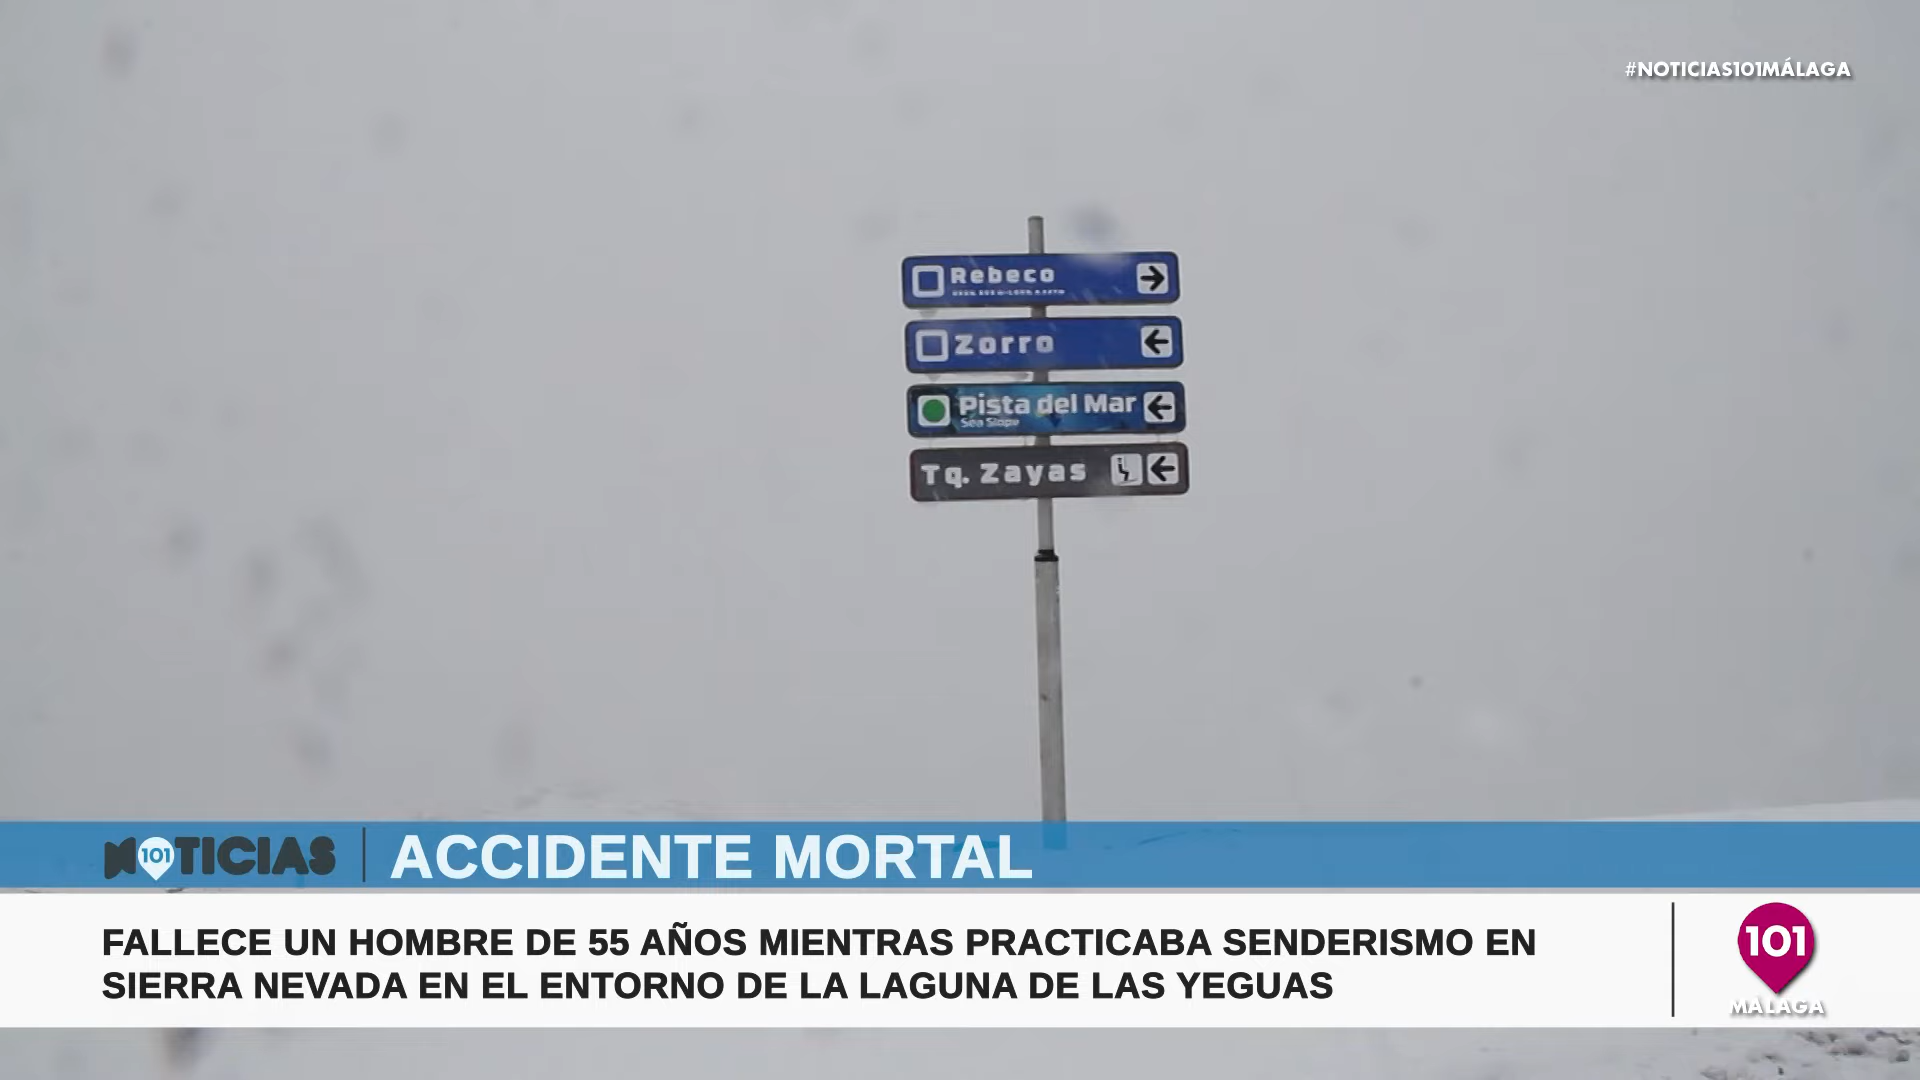 #NOTICIAS101MÁLAGA
Rebeco
Zorro
Pista del Mar
Sea Slope
Tq. Zayas
NOTICIAS 101
ACCIDENTE MORTAL
FALLECE UN HOMBRE DE 55 AÑOS MIENTRAS PRACTICABA SENDERISMO EN
SIERRA NEVADA EN EL ENTORNO DE LA LAGUNA DE LAS YEGUAS
101
MÁLAGA